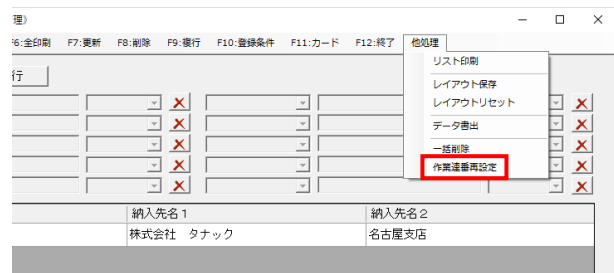 理)
F6:全印刷 F7:更新 F8:削除 F9:複行 F10:登録条件 F11:カード F12:終了 他処理
行
リスト印刷
レイアウト保存
レイアウトリセット
データ書出
一括削除
作業連番再設定
納入先名1 納入先名2
株式会社 タナック 名古屋支店